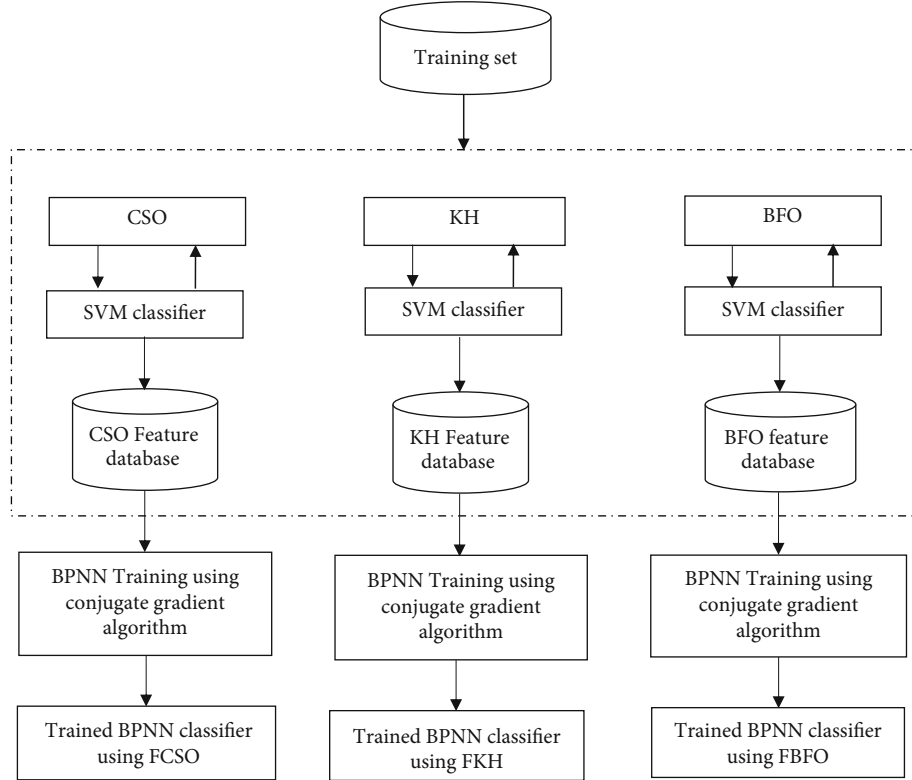 Training set
CSO
KH
BFO
SVM classifier
SVM classifier
SVM classifier
CSO Feature
database
KH Feature
database
BFO feature
database
BPNN Training using
conjugate gradient
algorithm
BPNN Training using
conjugate gradient
algorithm
BPNN Training using
conjugate gradient
algorithm
Trained BPNN classifier
using FCSO
Trained BPNN classifier
using FKH
Trained BPNN classifier
using FBFO